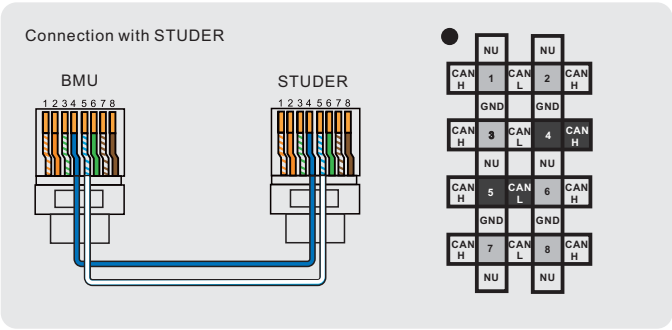 Connection with STUDER
BMU
STUDER
1 2 3 4 5 6 7 8
1 2 3 4 5 6 7 8
NU NU
CAN H 1 CAN L 2 CAN H
GND GND
CAN H 3 CAN L 4 CAN H
NU NU
CAN H 5 CAN L 6 CAN H
GND GND
CAN H 7 CAN L 8 CAN H
NU NU